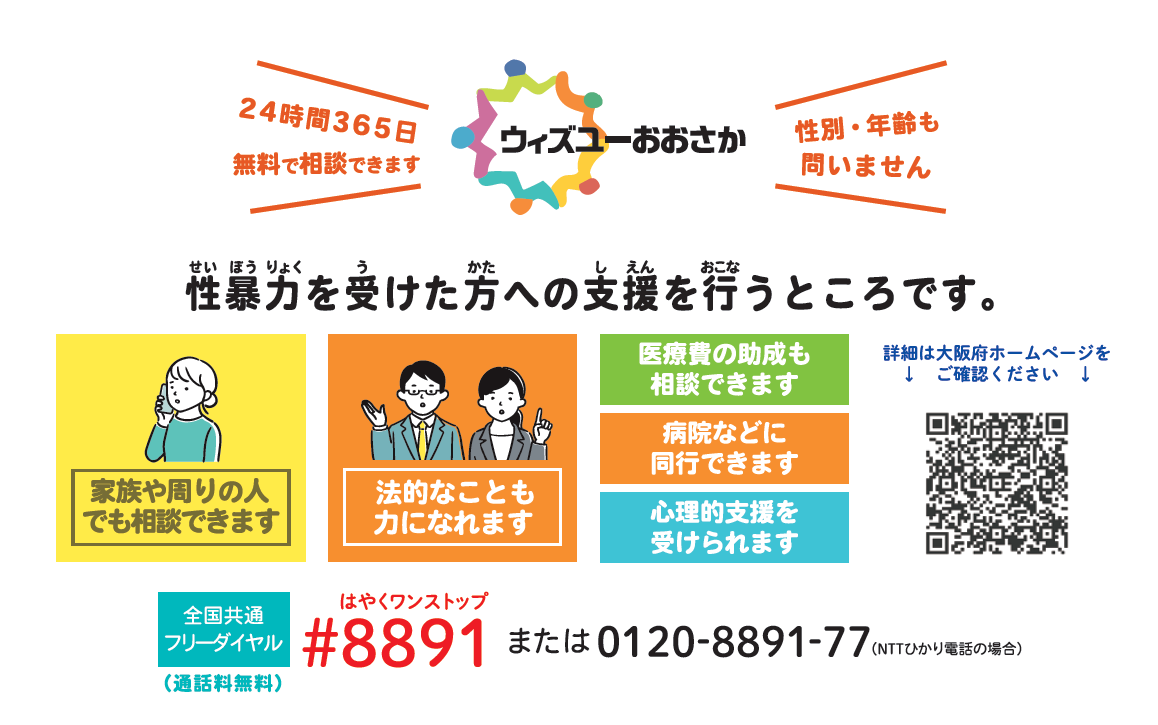 24時間365日
無料で相談できます
ウィズユーおおさか
性別・年齢も
問いません
せい ぼう りょく う かた し えん おこな
性暴力を受けた方への支援を行うところです。
家族や周りの人
でも相談できます
法的なことも
力になれます
医療費の助成も
相談できます
病院などに
同行できます
心理的支援を
受けられます
詳細は大阪府ホームページを
↓ ご確認ください ↓
全国共通
フリーダイヤル
(通話料無料)
はやくワンストップ
#8891 または 0120-8891-77(NTTひかり電話の場合)